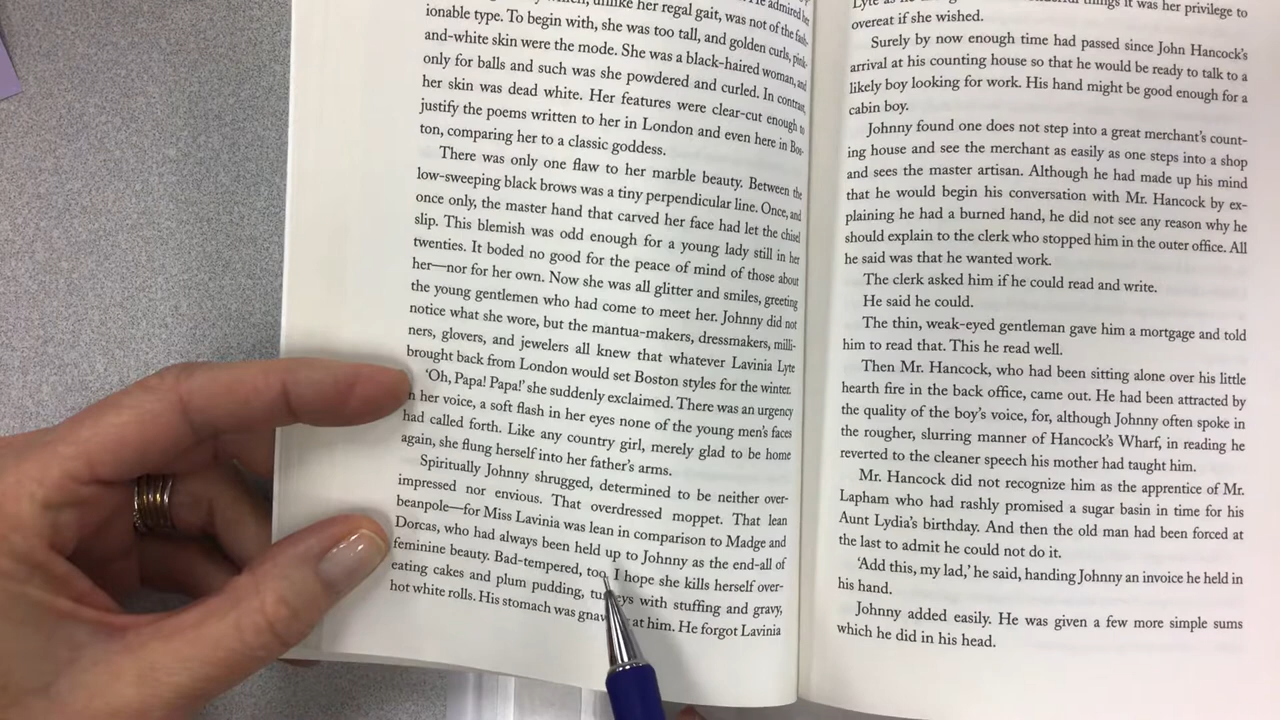 unlike her regal gait, was not of the fash-
ionable type. To begin with, she was too tall, and golden curls, pink-
and-white skin were the mode. She was a black-haired woman, and
only for balls and such was she powdered and curled. In contrast,
her skin was dead white. Her features were clear-cut enough to
justify the poems written to her in London and even here in Bos-
ton, comparing her to a classic goddess.
There was only one flaw to her marble beauty. Between the
low-sweeping black brows was a tiny perpendicular line. Once, and
once only, the master hand that carved her face had let the chisel
slip. This blemish was odd enough for a young lady still in her
twenties. It boded no good for the peace of mind of those about
her—nor for her own. Now she was all glitter and smiles, greeting
the young gentlemen who had come to meet her. Johnny did not
notice what she wore, but the mantua-makers, dressmakers, milli-
ners, glovers, and jewelers all knew that whatever Lavinia Lyte
brought back from London would set Boston styles for the winter.
'Oh, Papa! Papa!' she suddenly exclaimed. There was an urgency
her voice, a soft flash in her eyes none of the young men's faces
had called forth. Like any country girl, merely glad to be home
again, she flung herself into her father's arms.
Spiritually Johnny shrugged, determined to be neither over-
impressed nor envious. That overdressed moppet. That lean
beanpole—for Miss Lavinia was lean in comparison to Madge and
Dorcas, who had always been held up to Johnny as the end-all of
feminine beauty. Bad-tempered, too. I hope she kills herself over-
eating cakes and plum pudding, with stuffing and gravy,
hot white rolls. His stomach was at him. He forgot Lavinia
things it was her privilege to
overeat if she wished.
Surely by now enough time had passed since John Hancock's
arrival at his counting house so that he would be ready to talk to a
likely boy looking for work. His hand might be good enough for a
cabin boy.
Johnny found one does not step into a great merchant's count-
ing house and see the merchant as easily as one steps into a shop
and sees the master artisan. Although he had made up his mind
that he would begin his conversation with Mr. Hancock by ex-
plaining he had a burned hand, he did not see any reason why he
should explain to the clerk who stopped him in the outer office. All
he said was that he wanted work.
The clerk asked him if he could read and write.
He said he could.
The thin, weak-eyed gentleman gave him a mortgage and told
him to read that. This he read well.
Then Mr. Hancock, who had been sitting alone over his little
hearth fire in the back office, came out. He had been attracted by
the quality of the boy's voice, for, although Johnny often spoke in
the rougher, slurring manner of Hancock's Wharf, in reading he
reverted to the cleaner speech his mother had taught him.
Mr. Hancock did not recognize him as the apprentice of Mr.
Lapham who had rashly promised a sugar basin in time for his
Aunt Lydia's birthday. And then the old man had been forced at
the last to admit he could not do it.
'Add this, my lad,' he said, handing Johnny an invoice he held in
his hand.
Johnny added easily. He was given a few more simple sums
which he did in his head.